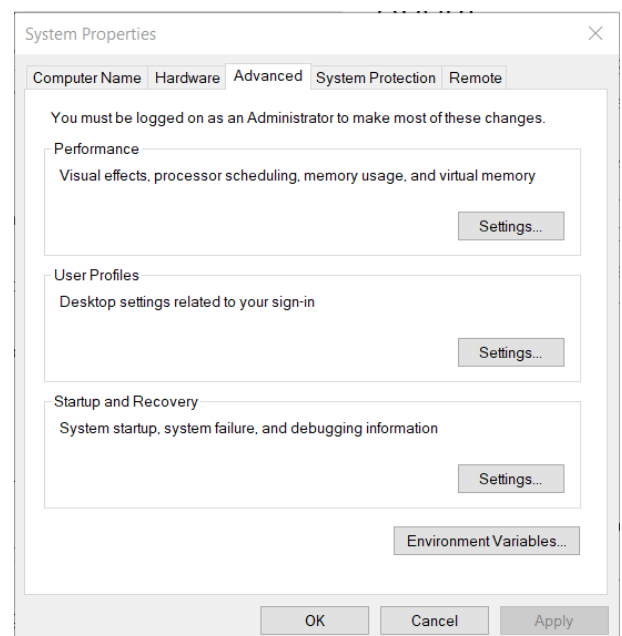 System Properties
Computer Name Hardware Advanced System Protection Remote
You must be logged on as an Administrator to make most of these changes.
Performance
Visual effects, processor scheduling, memory usage, and virtual memory
Settings...
User Profiles
Desktop settings related to your sign-in
Settings...
Startup and Recovery
System startup, system failure, and debugging information
Settings...
Environment Variables...
OK Cancel Apply